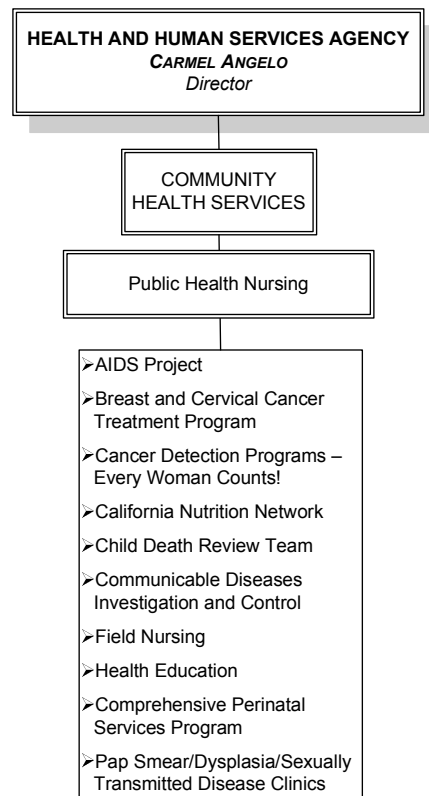 HEALTH AND HUMAN SERVICES AGENCY
CARMEL ANGELO
Director
COMMUNITY
HEALTH SERVICES
Public Health Nursing
➢AIDS Project
➢Breast and Cervical Cancer
Treatment Program
➢Cancer Detection Programs –
Every Woman Counts!
➢California Nutrition Network
➢Child Death Review Team
➢Communicable Diseases
Investigation and Control
➢Field Nursing
➢Health Education
➢Comprehensive Perinatal
Services Program
➢Pap Smear/Dysplasia/Sexually
Transmitted Disease Clinics